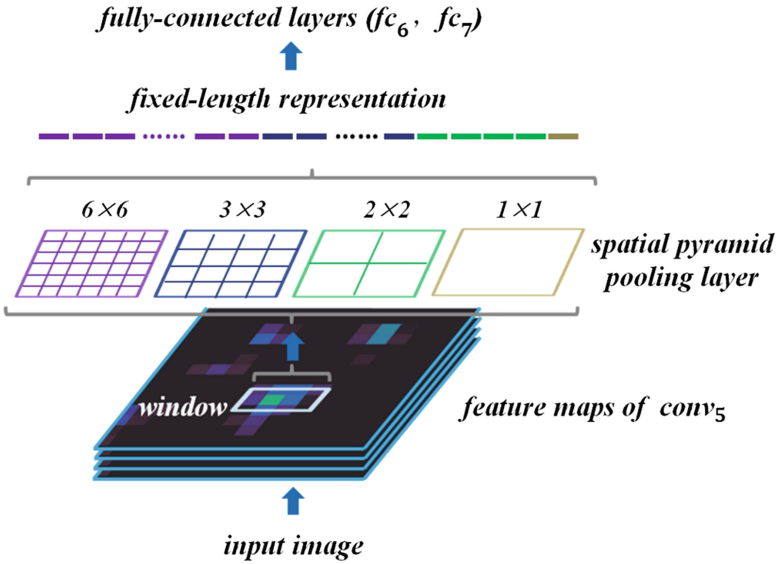 fully-connected layers (fc6, fc7)
fixed-length representation
6×6 3×3 2×2 1×1
spatial pyramid
pooling layer
window
feature maps of conv5
input image